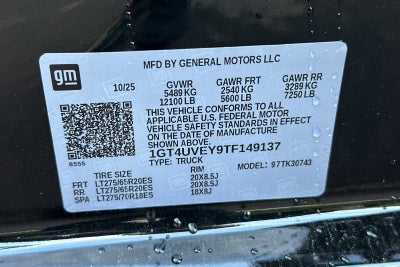 gm
MFD BY GENERAL MOTORS LLC
10/25 GVWR GAWR FRT GAWR RR
5489 KG 2540 KG 3289 KG
12100 LB 5600 LB 7250 LB
THIS VEHICLE CONFORMS TO ALL
APPLICABLE U.S. FEDERAL MOTOR
VEHICLE SAFETY STANDARDS IN
EFFECT ON THE DATE OF
MANUFACTURE SHOWN ABOVE.
8555
1GT4UVEY9TF149137
TYPE: TRUCK MODEL: 97TK30743
TIRE SIZE RIM
FRT LT275/65R20ES 20X8.5J
RR LT275/65R20ES 20X8.5J
SPA LT275/70R18ES 18X8J